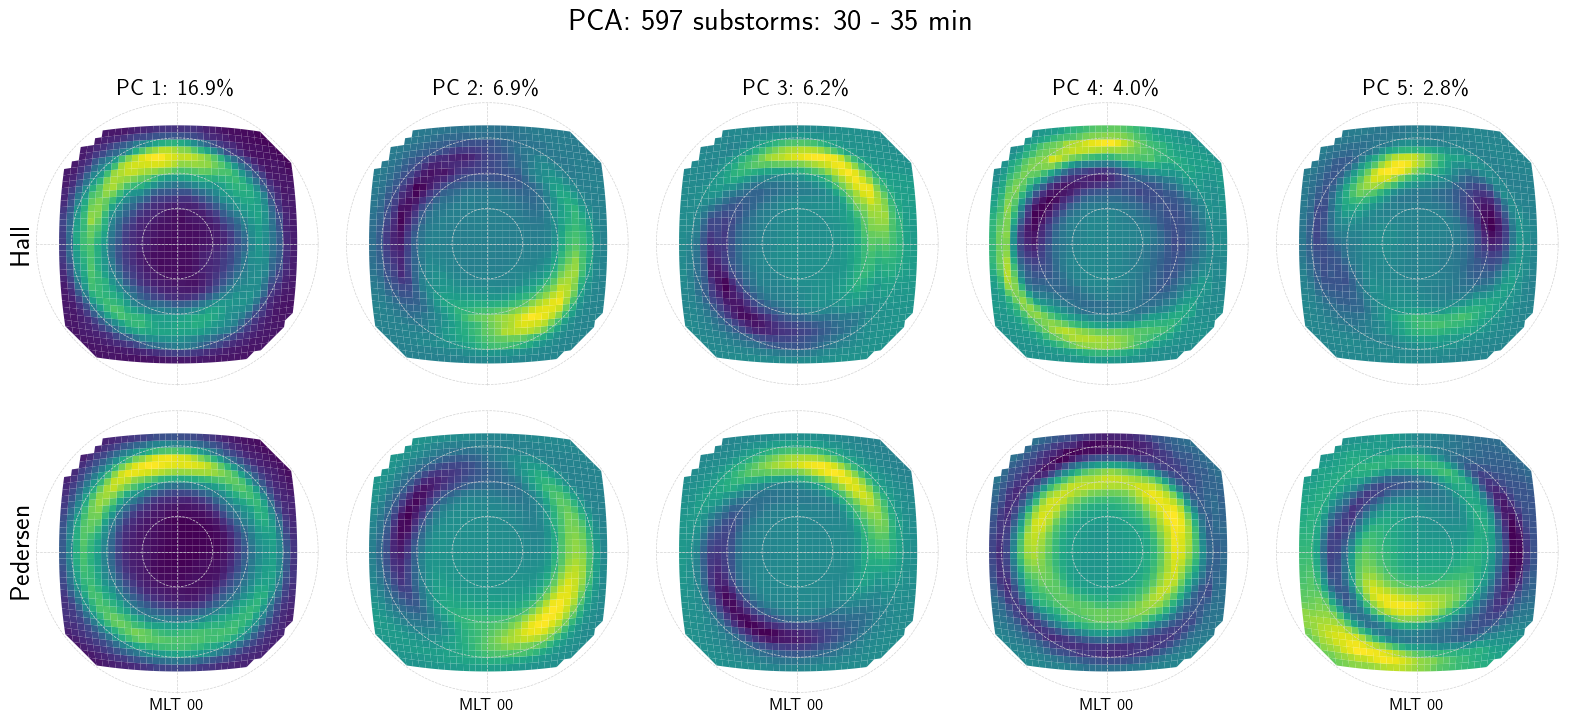 PCA: 597 substorms: 30 - 35 min
PC 1: 16.9%
PC 2: 6.9%
PC 3: 6.2%
PC 4: 4.0%
PC 5: 2.8%
Hall
Pedersen
MLT 00
MLT 00
MLT 00
MLT 00
MLT 00